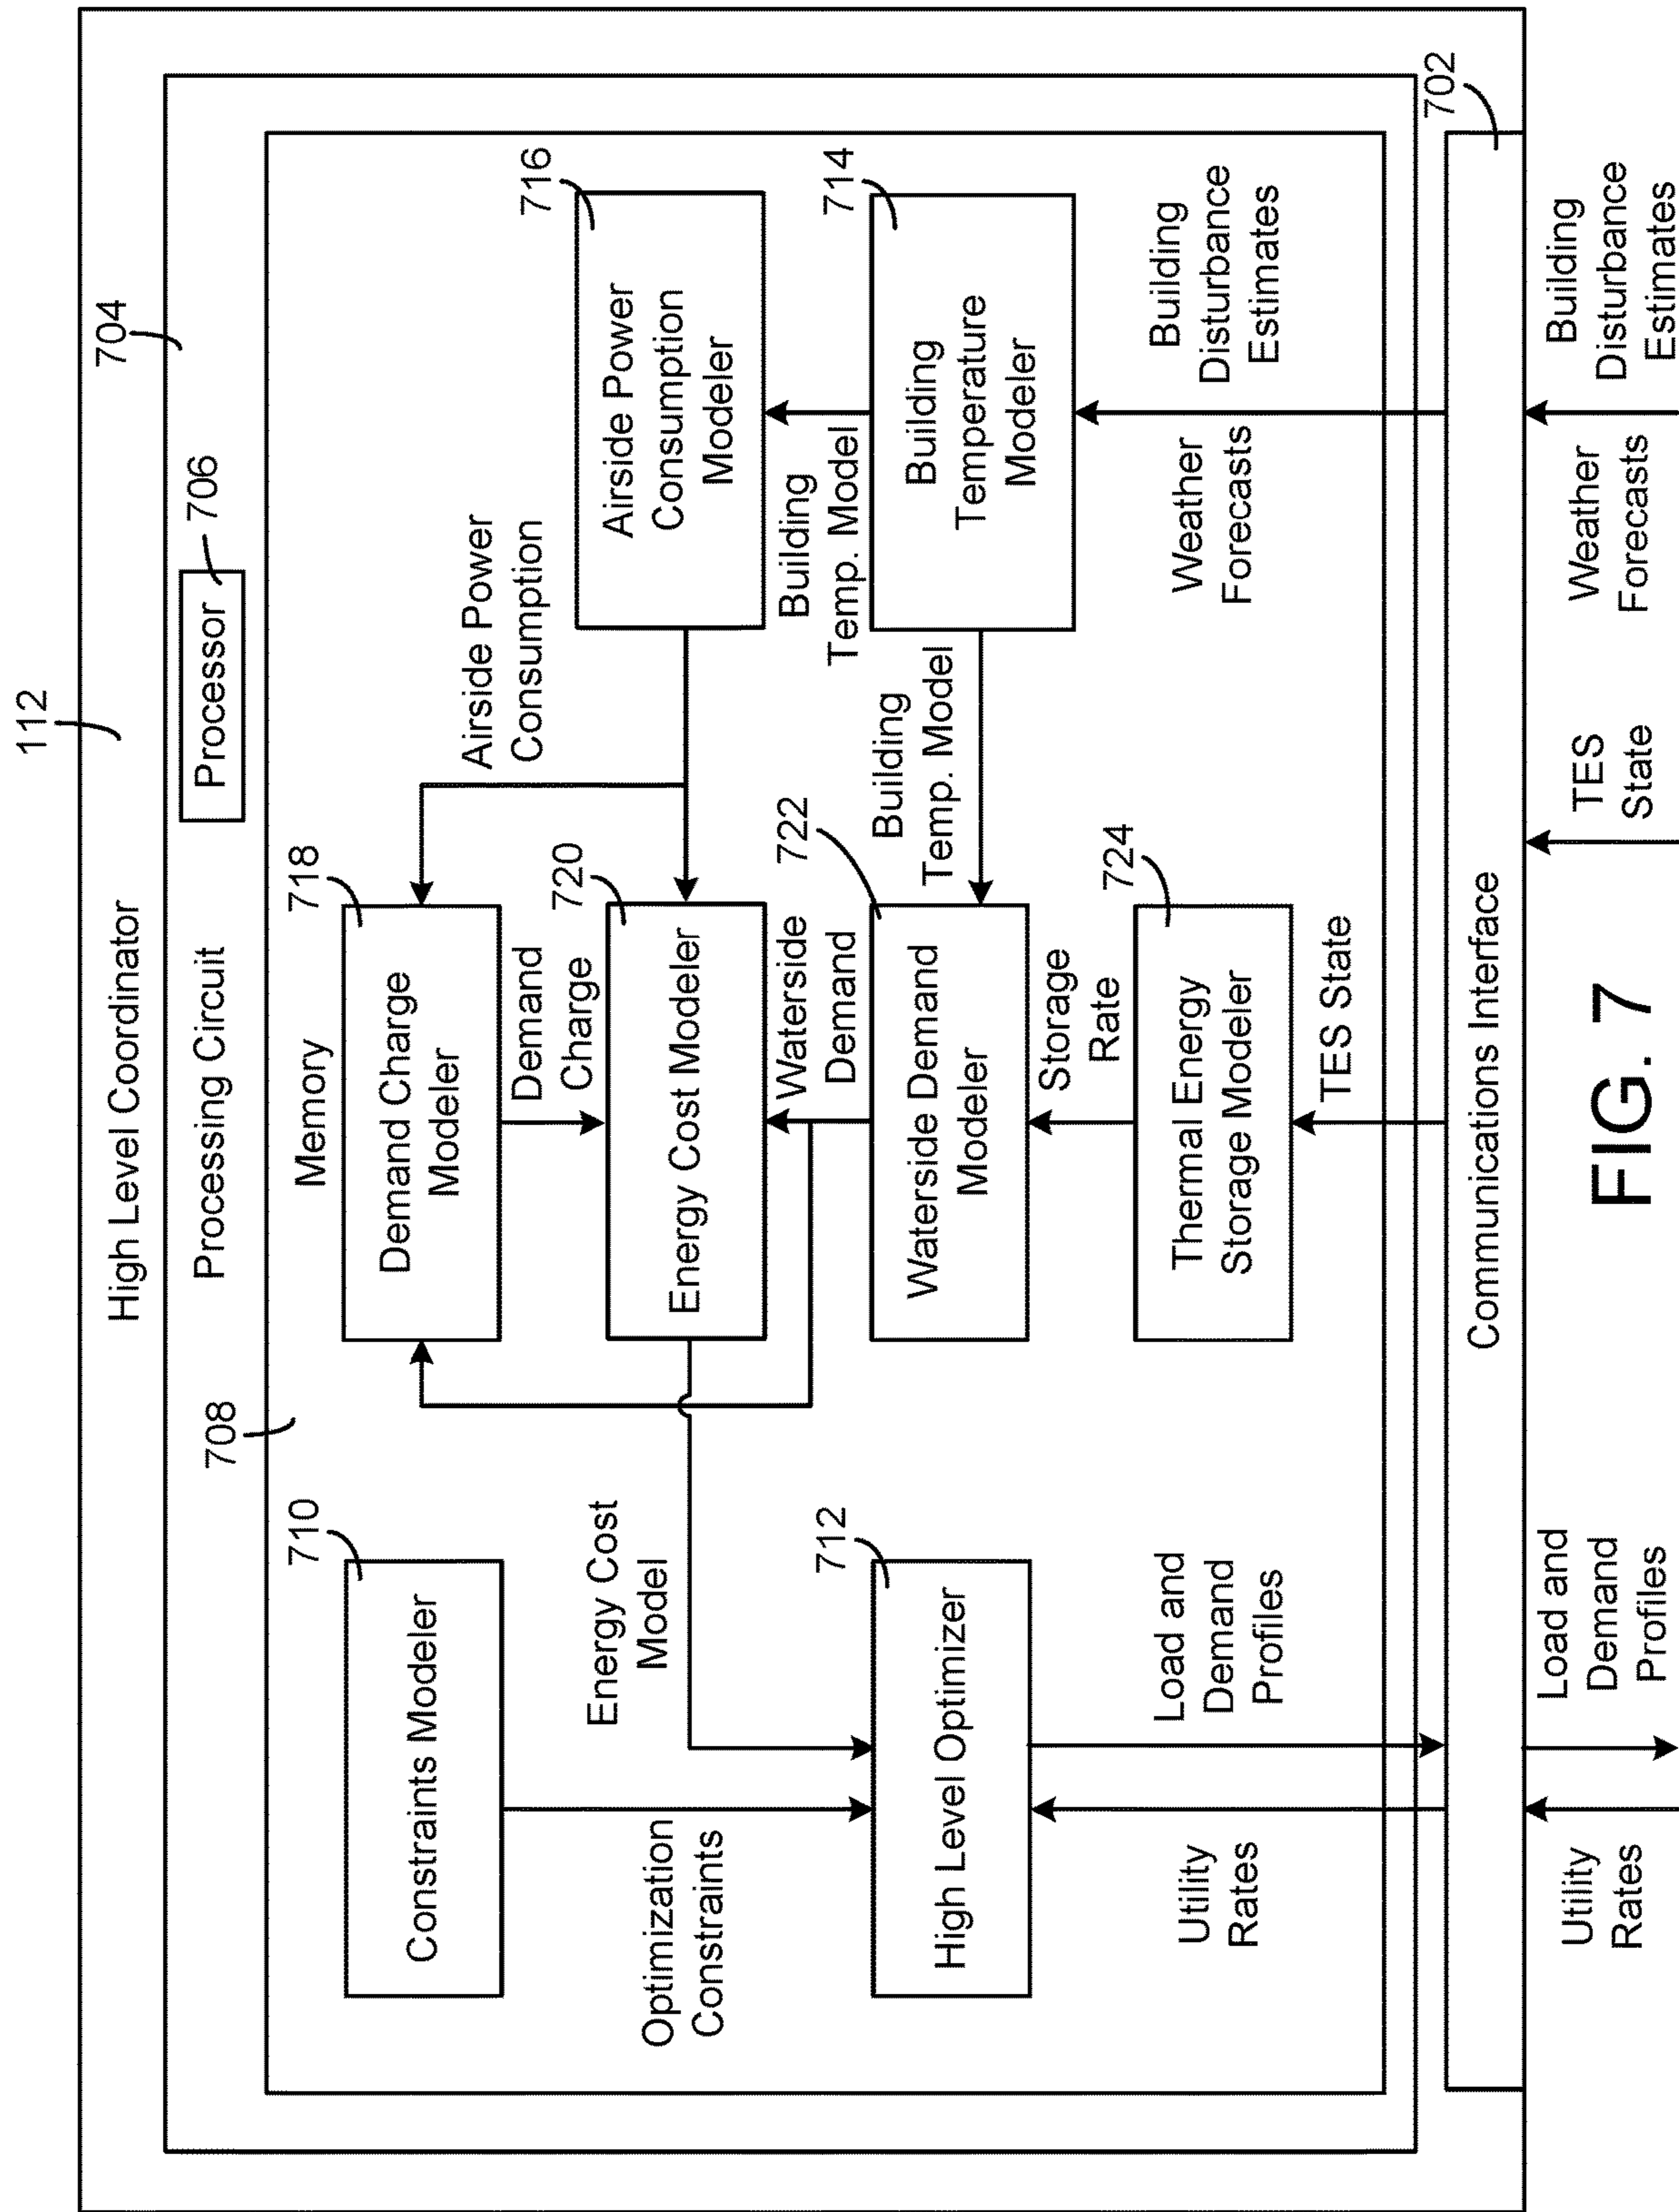 112
High Level Coordinator
704
Processing Circuit
Processor
706
708
Memory
710
Constraints Modeler
718
Demand Charge
Modeler
Airside Power
Consumption
716
Airside Power
Consumption
Modeler
Demand
Charge
720
Energy Cost Modeler
Optimization
Constraints
Energy Cost
Model
Waterside
Demand
Building
Temp. Model
712
High Level Optimizer
722
Waterside Demand
Modeler
Building
Temp. Model
714
Building
Temperature
Modeler
Storage
Rate
724
Thermal Energy
Storage Modeler
Utility
Rates
Load and
Demand
Profiles
TES State
Weather
Forecasts
Building
Disturbance
Estimates
Communications Interface
702
Utility
Rates
Load and
Demand
Profiles
TES
State
Weather
Forecasts
Building
Disturbance
Estimates
FIG. 7